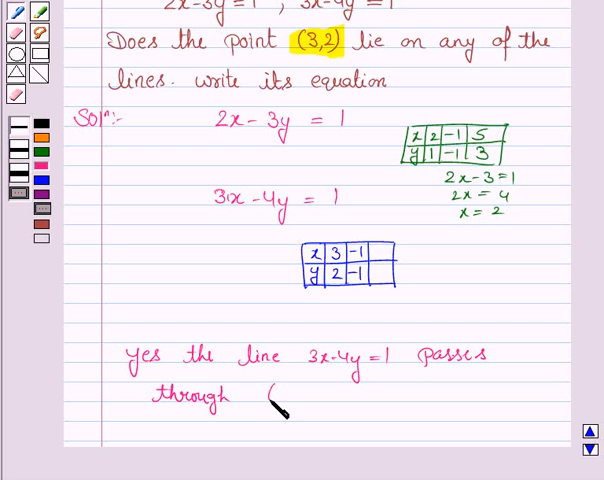 2x-3y=1 , 3x-4y=1
Does the point (3,2) lie on any of the
lines. write its equation
Solⁿ:- 2x - 3y = 1
x 2 -1 5
y 1 -1 3
2x-3=1
2x = 4
x = 2
3x - 4y = 1
x 3 -1
y 2 -1
yes the line 3x-4y=1 passes
through (